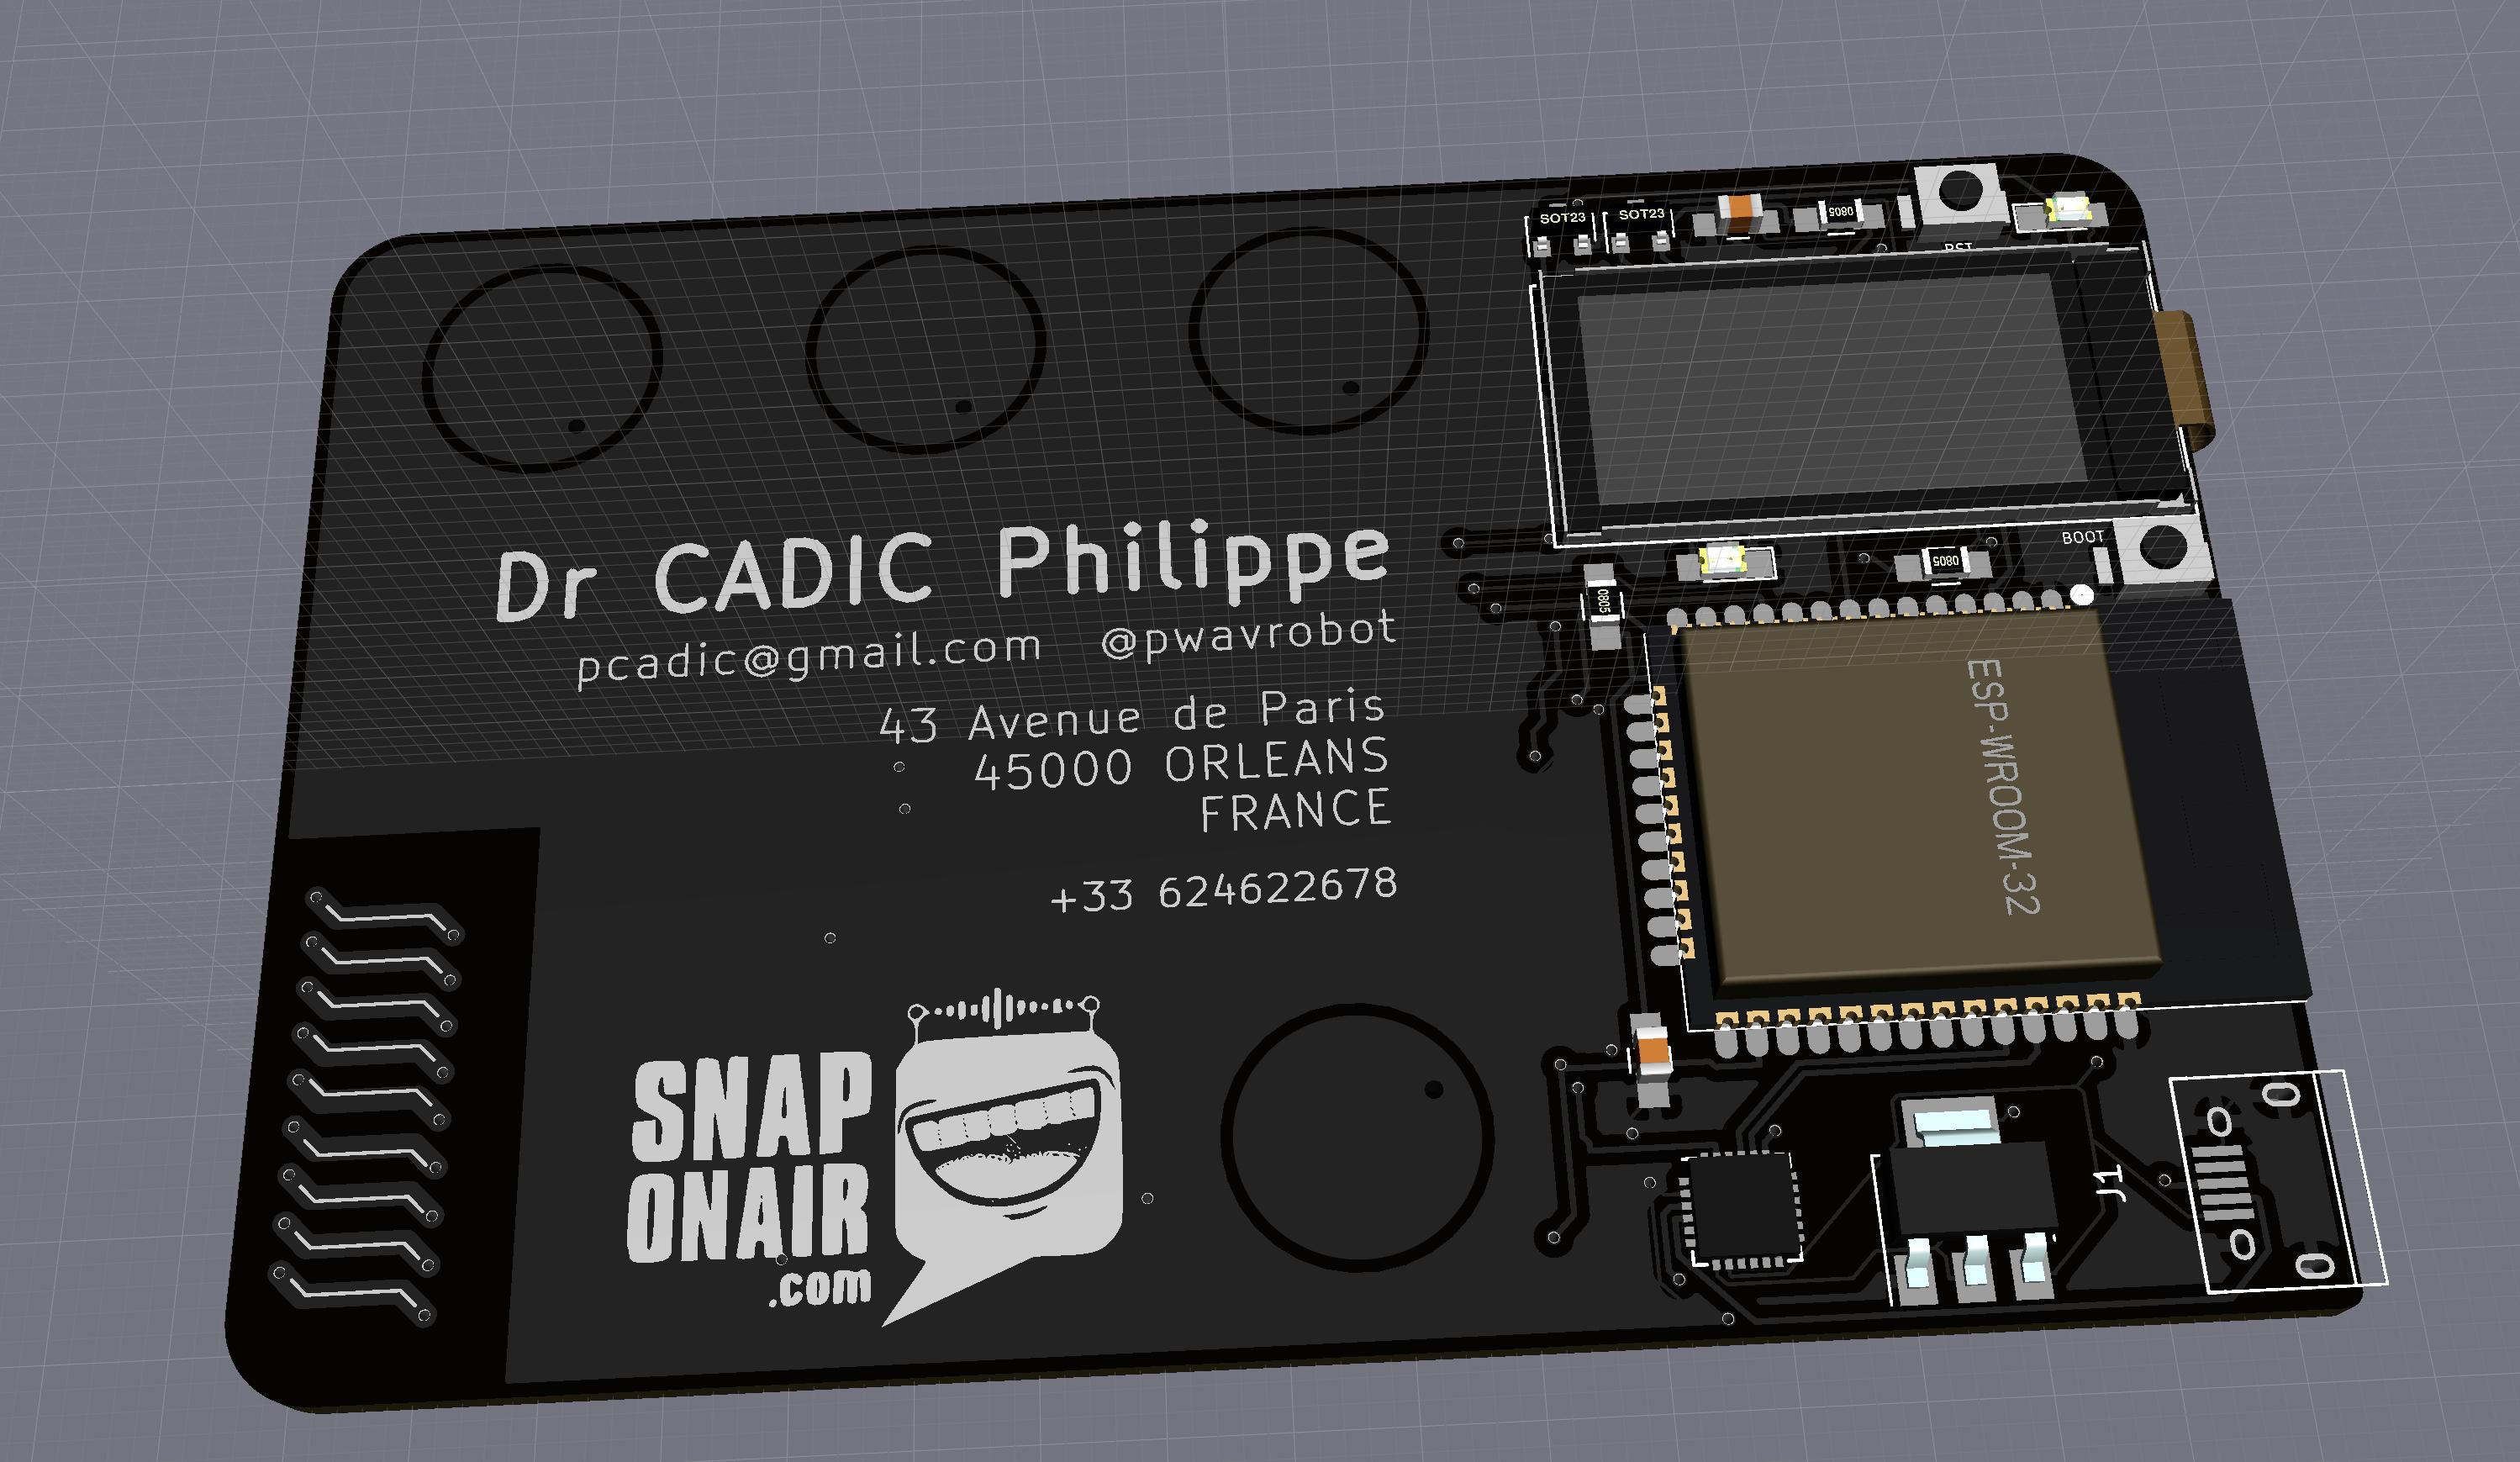 SOT23
SOT23
0805
RST
Dr CADIC Philippe
pcadic@gmail.com @pwavrobot
43 Avenue de Paris
45000 ORLEANS
FRANCE
+33 624622678
BOOT
0805
0805
ESP-WROOM-32
SNAP
ONAIR
.com
J1